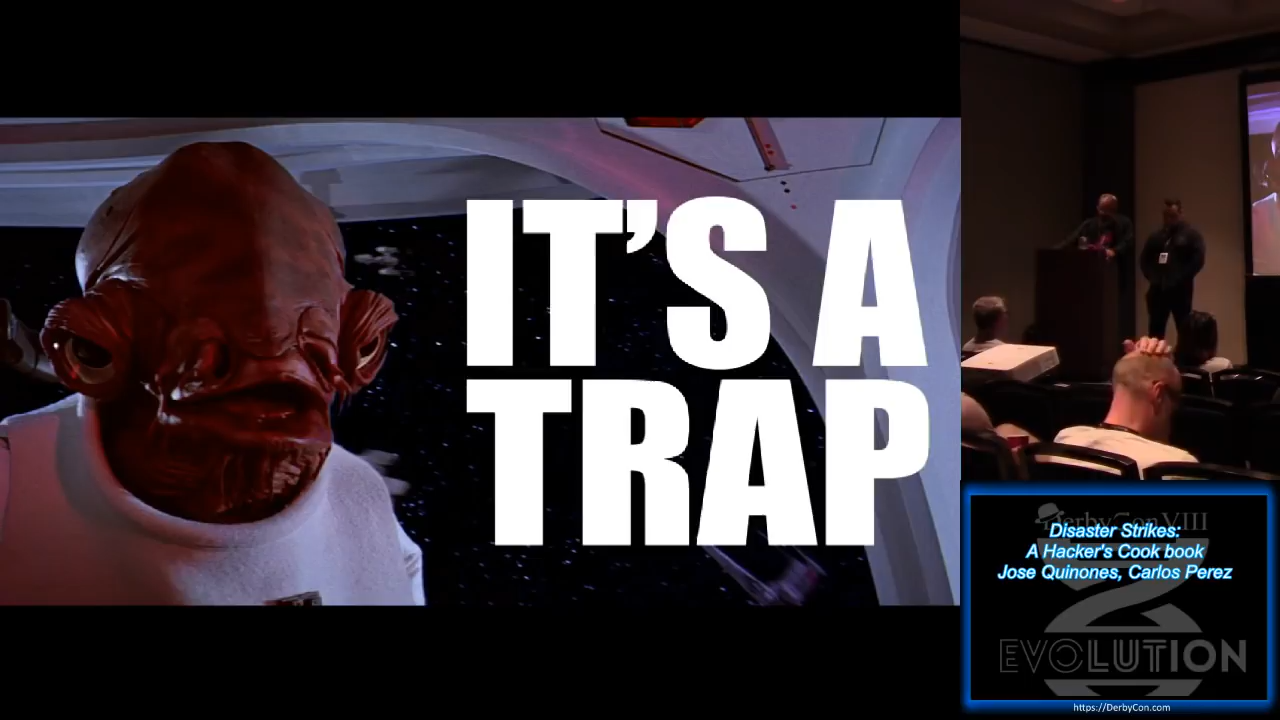 IT'S A
TRAP
DerbyCon VIII
Disaster Strikes:
A Hacker's Cook book
Jose Quinones, Carlos Perez
EVOLUTION
https://DerbyCon.com